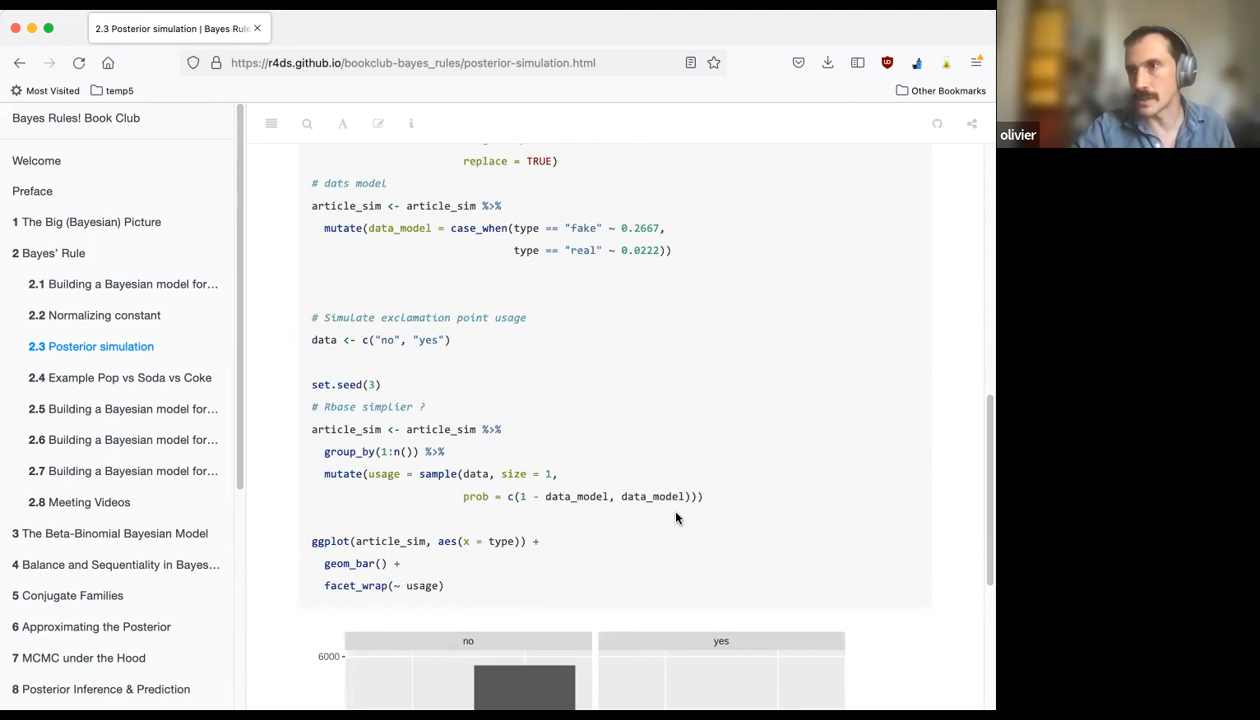 2.3 Posterior simulation | Bayes Rule
https://r4ds.github.io/bookclub-bayes_rules/posterior-simulation.html
Most Visited
temp5
Other Bookmarks
olivier
Bayes Rules! Book Club
Welcome
Preface
1 The Big (Bayesian) Picture
2 Bayes' Rule
2.1 Building a Bayesian model for...
2.2 Normalizing constant
2.3 Posterior simulation
2.4 Example Pop vs Soda vs Coke
2.5 Building a Bayesian model for...
2.6 Building a Bayesian model for...
2.7 Building a Bayesian model for...
2.8 Meeting Videos
3 The Beta-Binomial Bayesian Model
4 Balance and Sequentiality in Bayes...
5 Conjugate Families
6 Approximating the Posterior
7 MCMC under the Hood
8 Posterior Inference & Prediction
replace = TRUE)
# dats model
article_sim <- article_sim %>%
mutate(data_model = case_when(type == "fake" ~ 0.2667,
type == "real" ~ 0.0222))
# Simulate exclamation point usage
data <- c("no", "yes")
set.seed(3)
# Rbase simplier ?
article_sim <- article_sim %>%
group_by(1:n()) %>%
mutate(usage = sample(data, size = 1,
prob = c(1 - data_model, data_model)))
ggplot(article_sim, aes(x = type)) +
geom_bar() +
facet_wrap(~ usage)
no
yes
6000